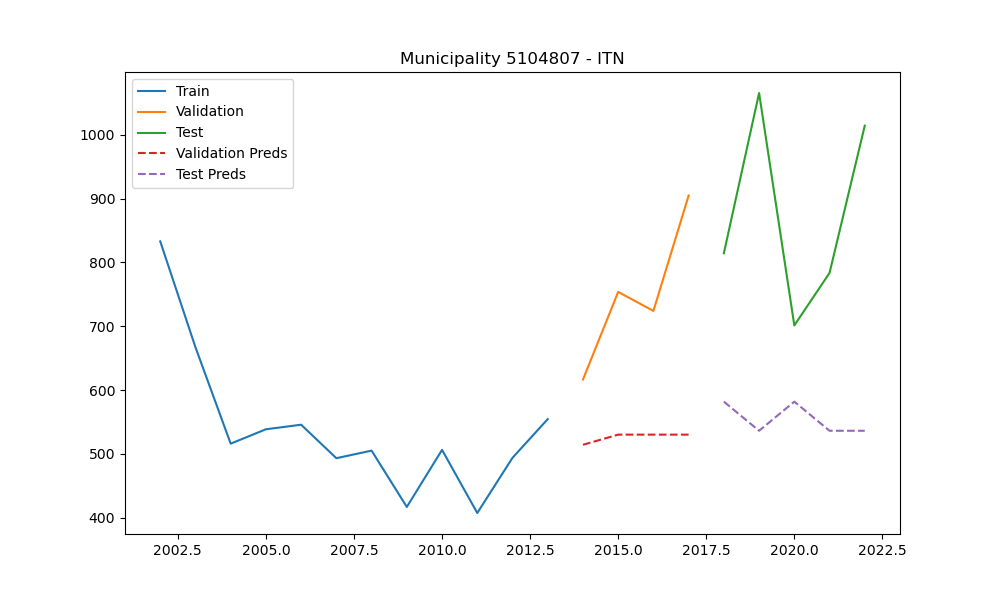 Municipality 5104807 - ITN
Train
Validation
Test
Validation Preds
Test Preds
1000
900
800
700
600
500
400
2002.5 2005.0 2007.5 2010.0 2012.5 2015.0 2017.5 2020.0 2022.5